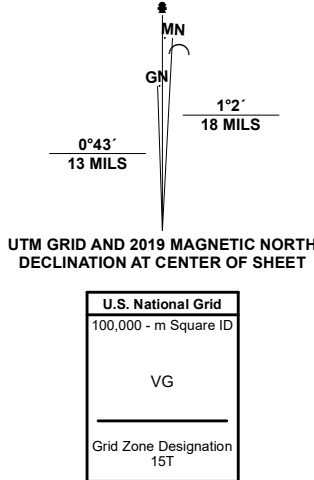 MN
GN
1°2´
18 MILS
0°43´
13 MILS
UTM GRID AND 2019 MAGNETIC NORTH
DECLINATION AT CENTER OF SHEET
U.S. National Grid
100,000 - m Square ID
VG
Grid Zone Designation
15T